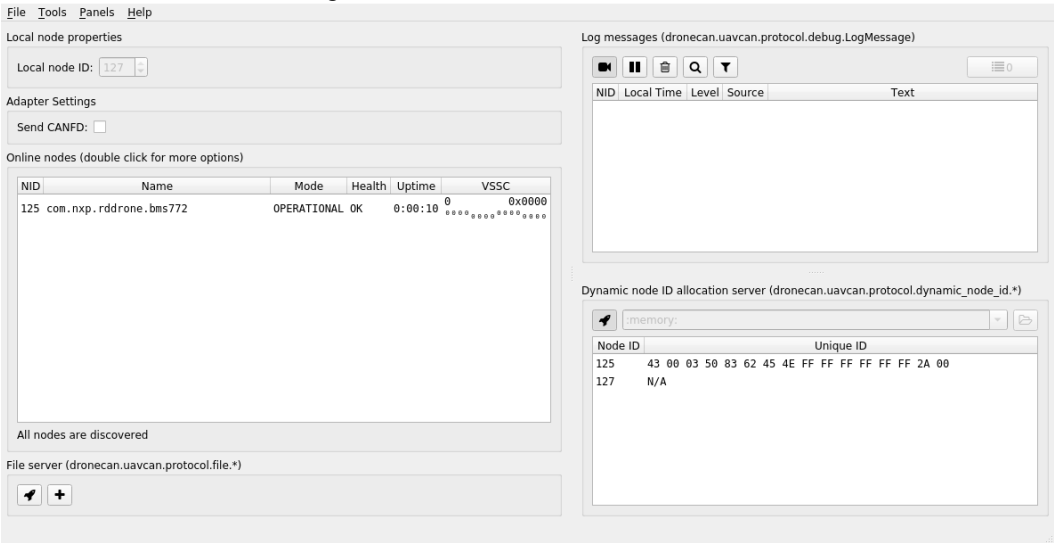 File Tools Panels Help
Local node properties
Local node ID: 127
Adapter Settings
Send CANFD:
Online nodes (double click for more options)
NID Name Mode Health Uptime VSSC
125 com.nxp.rddrone.bms772 OPERATIONAL OK 0:00:10 0 0x0000
0000 0000 0000 0000
All nodes are discovered
File server (dronecan.uavcan.protocol.file.*)
Log messages (dronecan.uavcan.protocol.debug.LogMessage)
0
NID Local Time Level Source Text
Dynamic node ID allocation server (dronecan.uavcan.protocol.dynamic_node_id.*)
:memory:
Node ID Unique ID
125 43 00 03 50 83 62 45 4E FF FF FF FF FF FF 2A 00
127 N/A